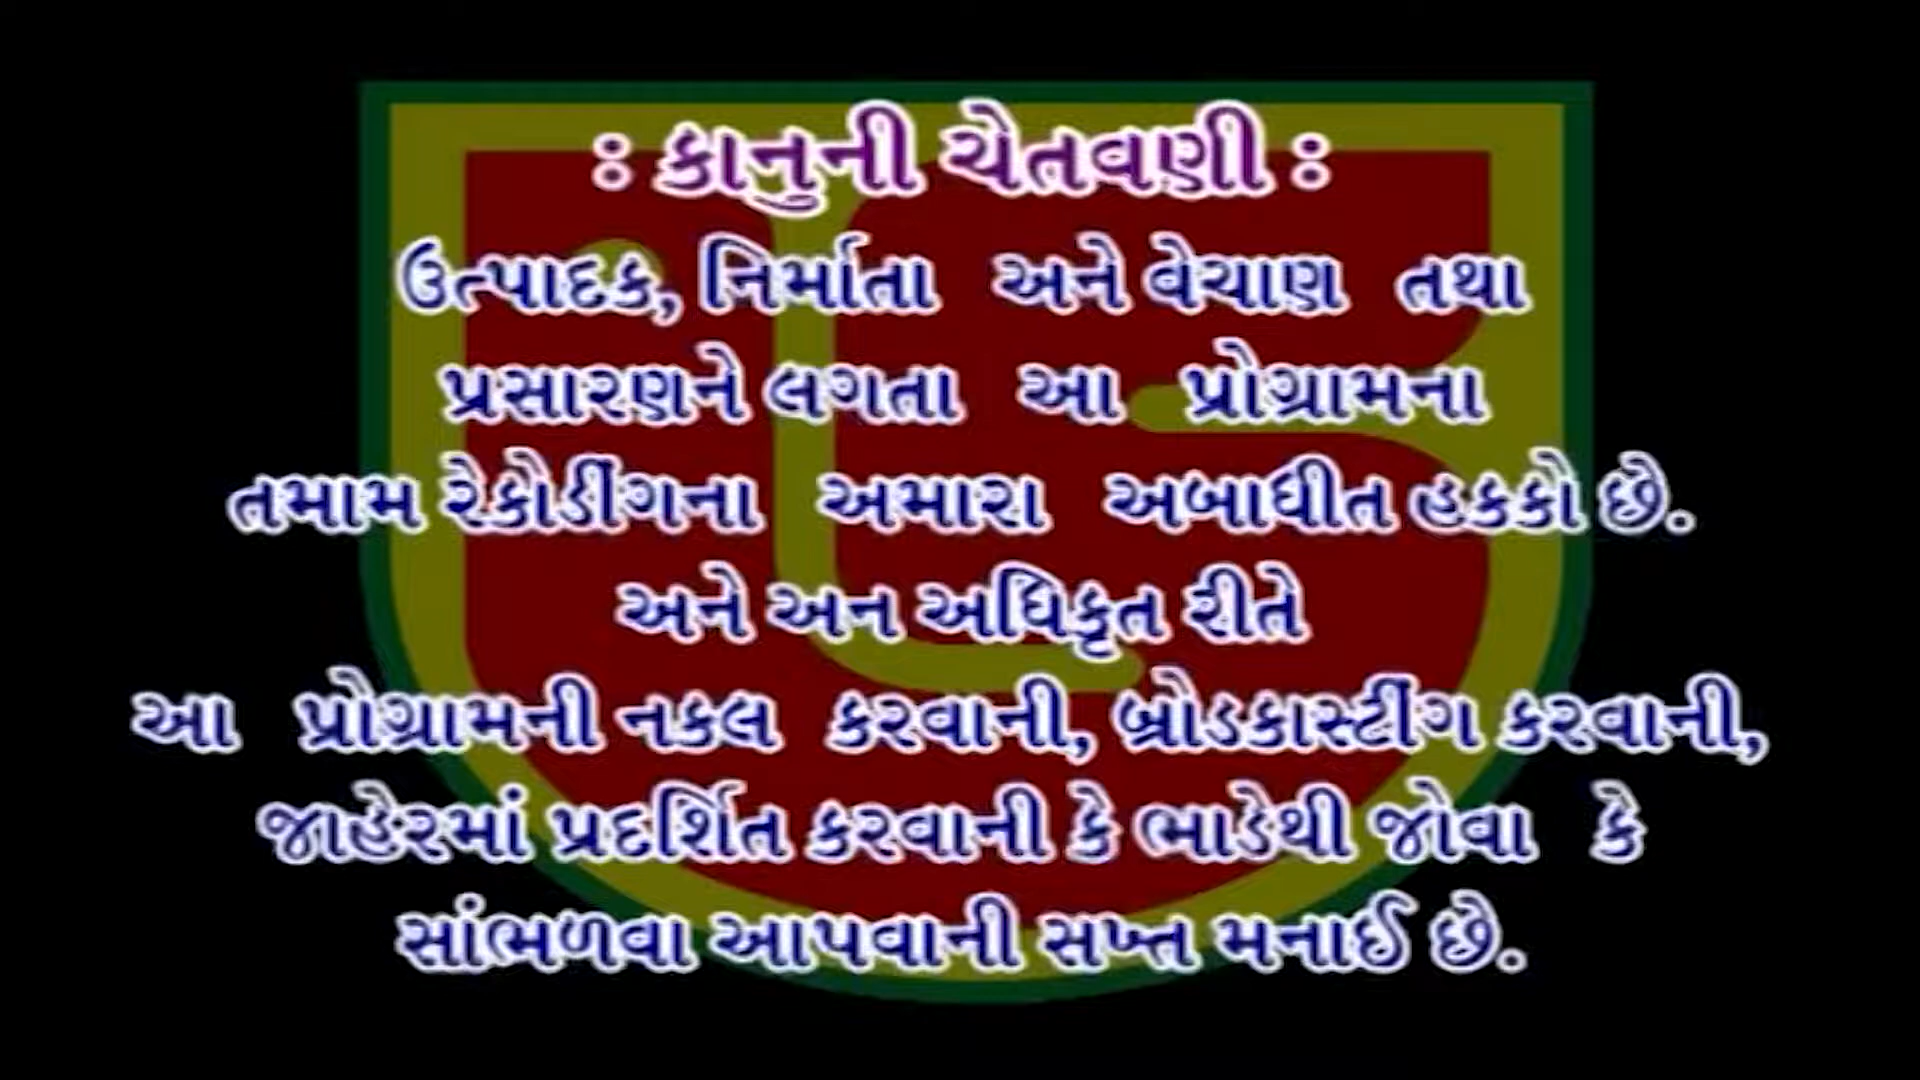 : કાનુની ચેતવણી :
ઉત્પાદક, નિર્માતા અને વેચાણ તથા
પ્રસારણને લગતા આ પ્રોગ્રામના
તમામ રેકોર્ડીંગના અમારા અબાધીત હકકો છે.
અને અન અધિકૃત રીતે
આ પ્રોગ્રામની નકલ કરવાની, બ્રોડકાસ્ટીંગ કરવાની,
જાહેરમાં પ્રદર્શિત કરવાની કે ભાડેથી જોવા કે
સાંભળવા આપવાની સખ્ત મનાઈ છે.